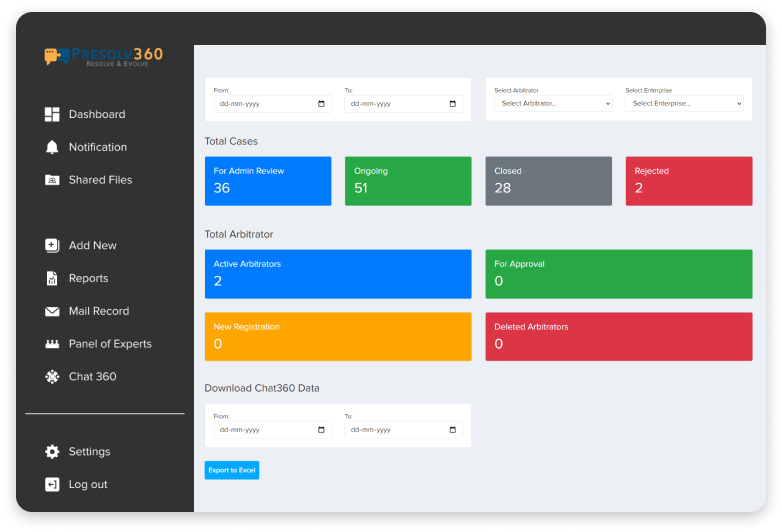 PRESOLV360
RESOLVE & EVOLVE
Dashboard
Notification
Shared Files
Add New
Reports
Mail Record
Panel of Experts
Chat 360
Settings
Log out
From: To:
dd-mm-yyyy dd-mm-yyyy
Select Arbitrator Select Enterprise
Select Arbitrator... Select Enterprise...
Total Cases
For Admin Review Ongoing Closed Rejected
36 51 28 2
Total Arbitrator
Active Arbitrators For Approval
2 0
New Registration Deleted Arbitrators
0 0
Download Chat360 Data
From: To:
dd-mm-yyyy dd-mm-yyyy
Export to Excel